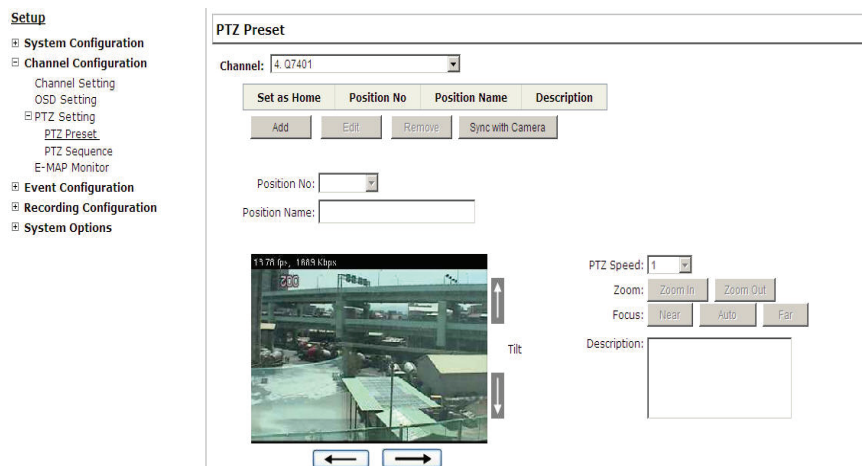 Setup
System Configuration
Channel Configuration
Channel Setting
OSD Setting
PTZ Setting
PTZ Preset
PTZ Sequence
E-MAP Monitor
Event Configuration
Recording Configuration
System Options
PTZ Preset
Channel: 4. Q7401
Set as Home Position No Position Name Description
Add Edit Remove Sync with Camera
Position No:
Position Name:
PTZ Speed: 1
Zoom: Zoom In Zoom Out
Focus: Near Auto Far
Tilt
Description: